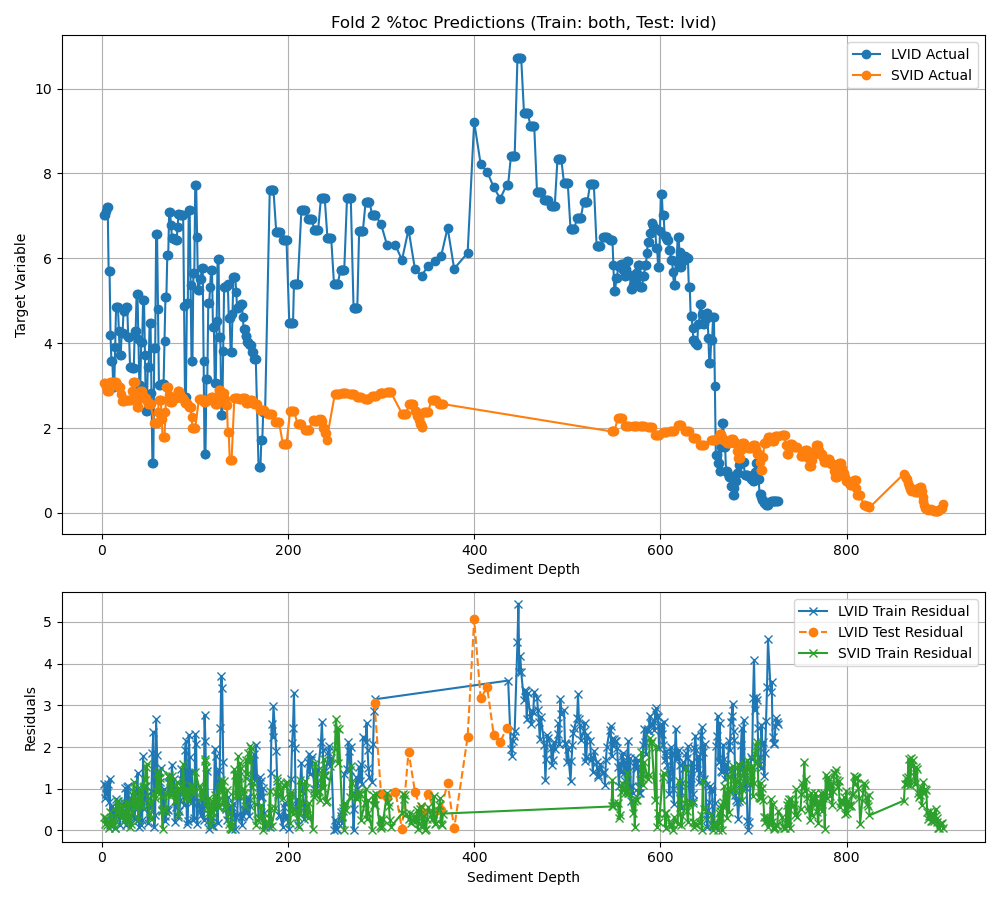 Fold 2 %toc Predictions (Train: both, Test: lvid)
LVID Actual
SVID Actual
Target Variable
10
8
6
4
2
0
0 200 400 600 800
Sediment Depth
LVID Train Residual
LVID Test Residual
SVID Train Residual
Residuals
5
4
3
2
1
0
0 200 400 600 800
Sediment Depth